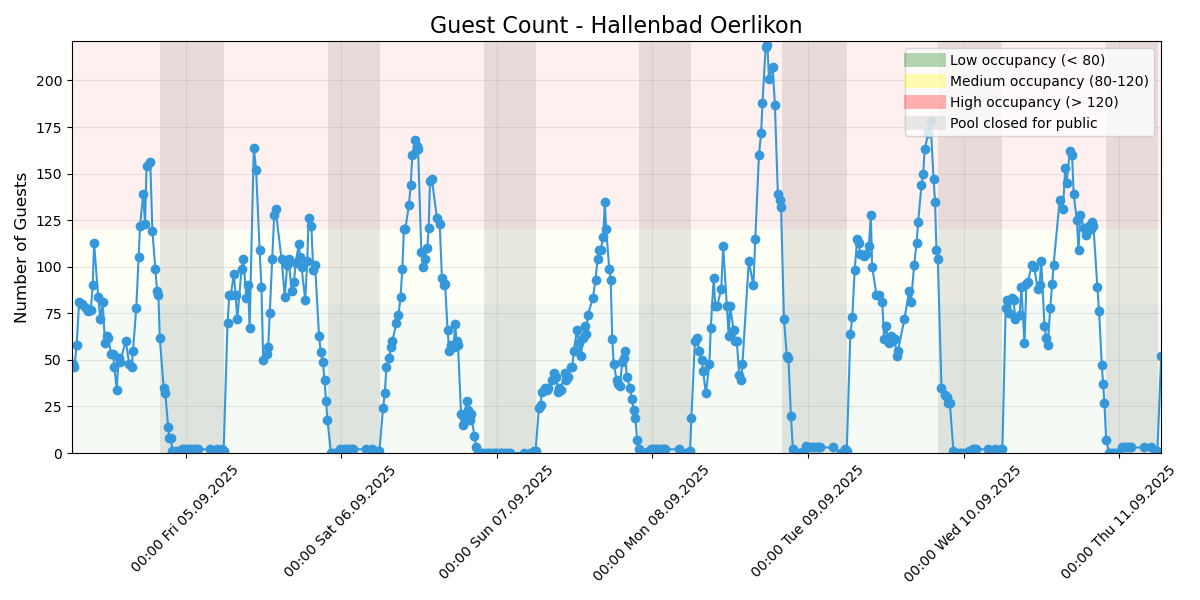 Guest Count - Hallenbad Oerlikon
Number of Guests
200
175
150
125
100
75
50
25
0
Low occupancy (< 80)
Medium occupancy (80-120)
High occupancy (> 120)
Pool closed for public
00:00 Fri 05.09.2025
00:00 Sat 06.09.2025
00:00 Sun 07.09.2025
00:00 Mon 08.09.2025
00:00 Tue 09.09.2025
00:00 Wed 10.09.2025
00:00 Thu 11.09.2025